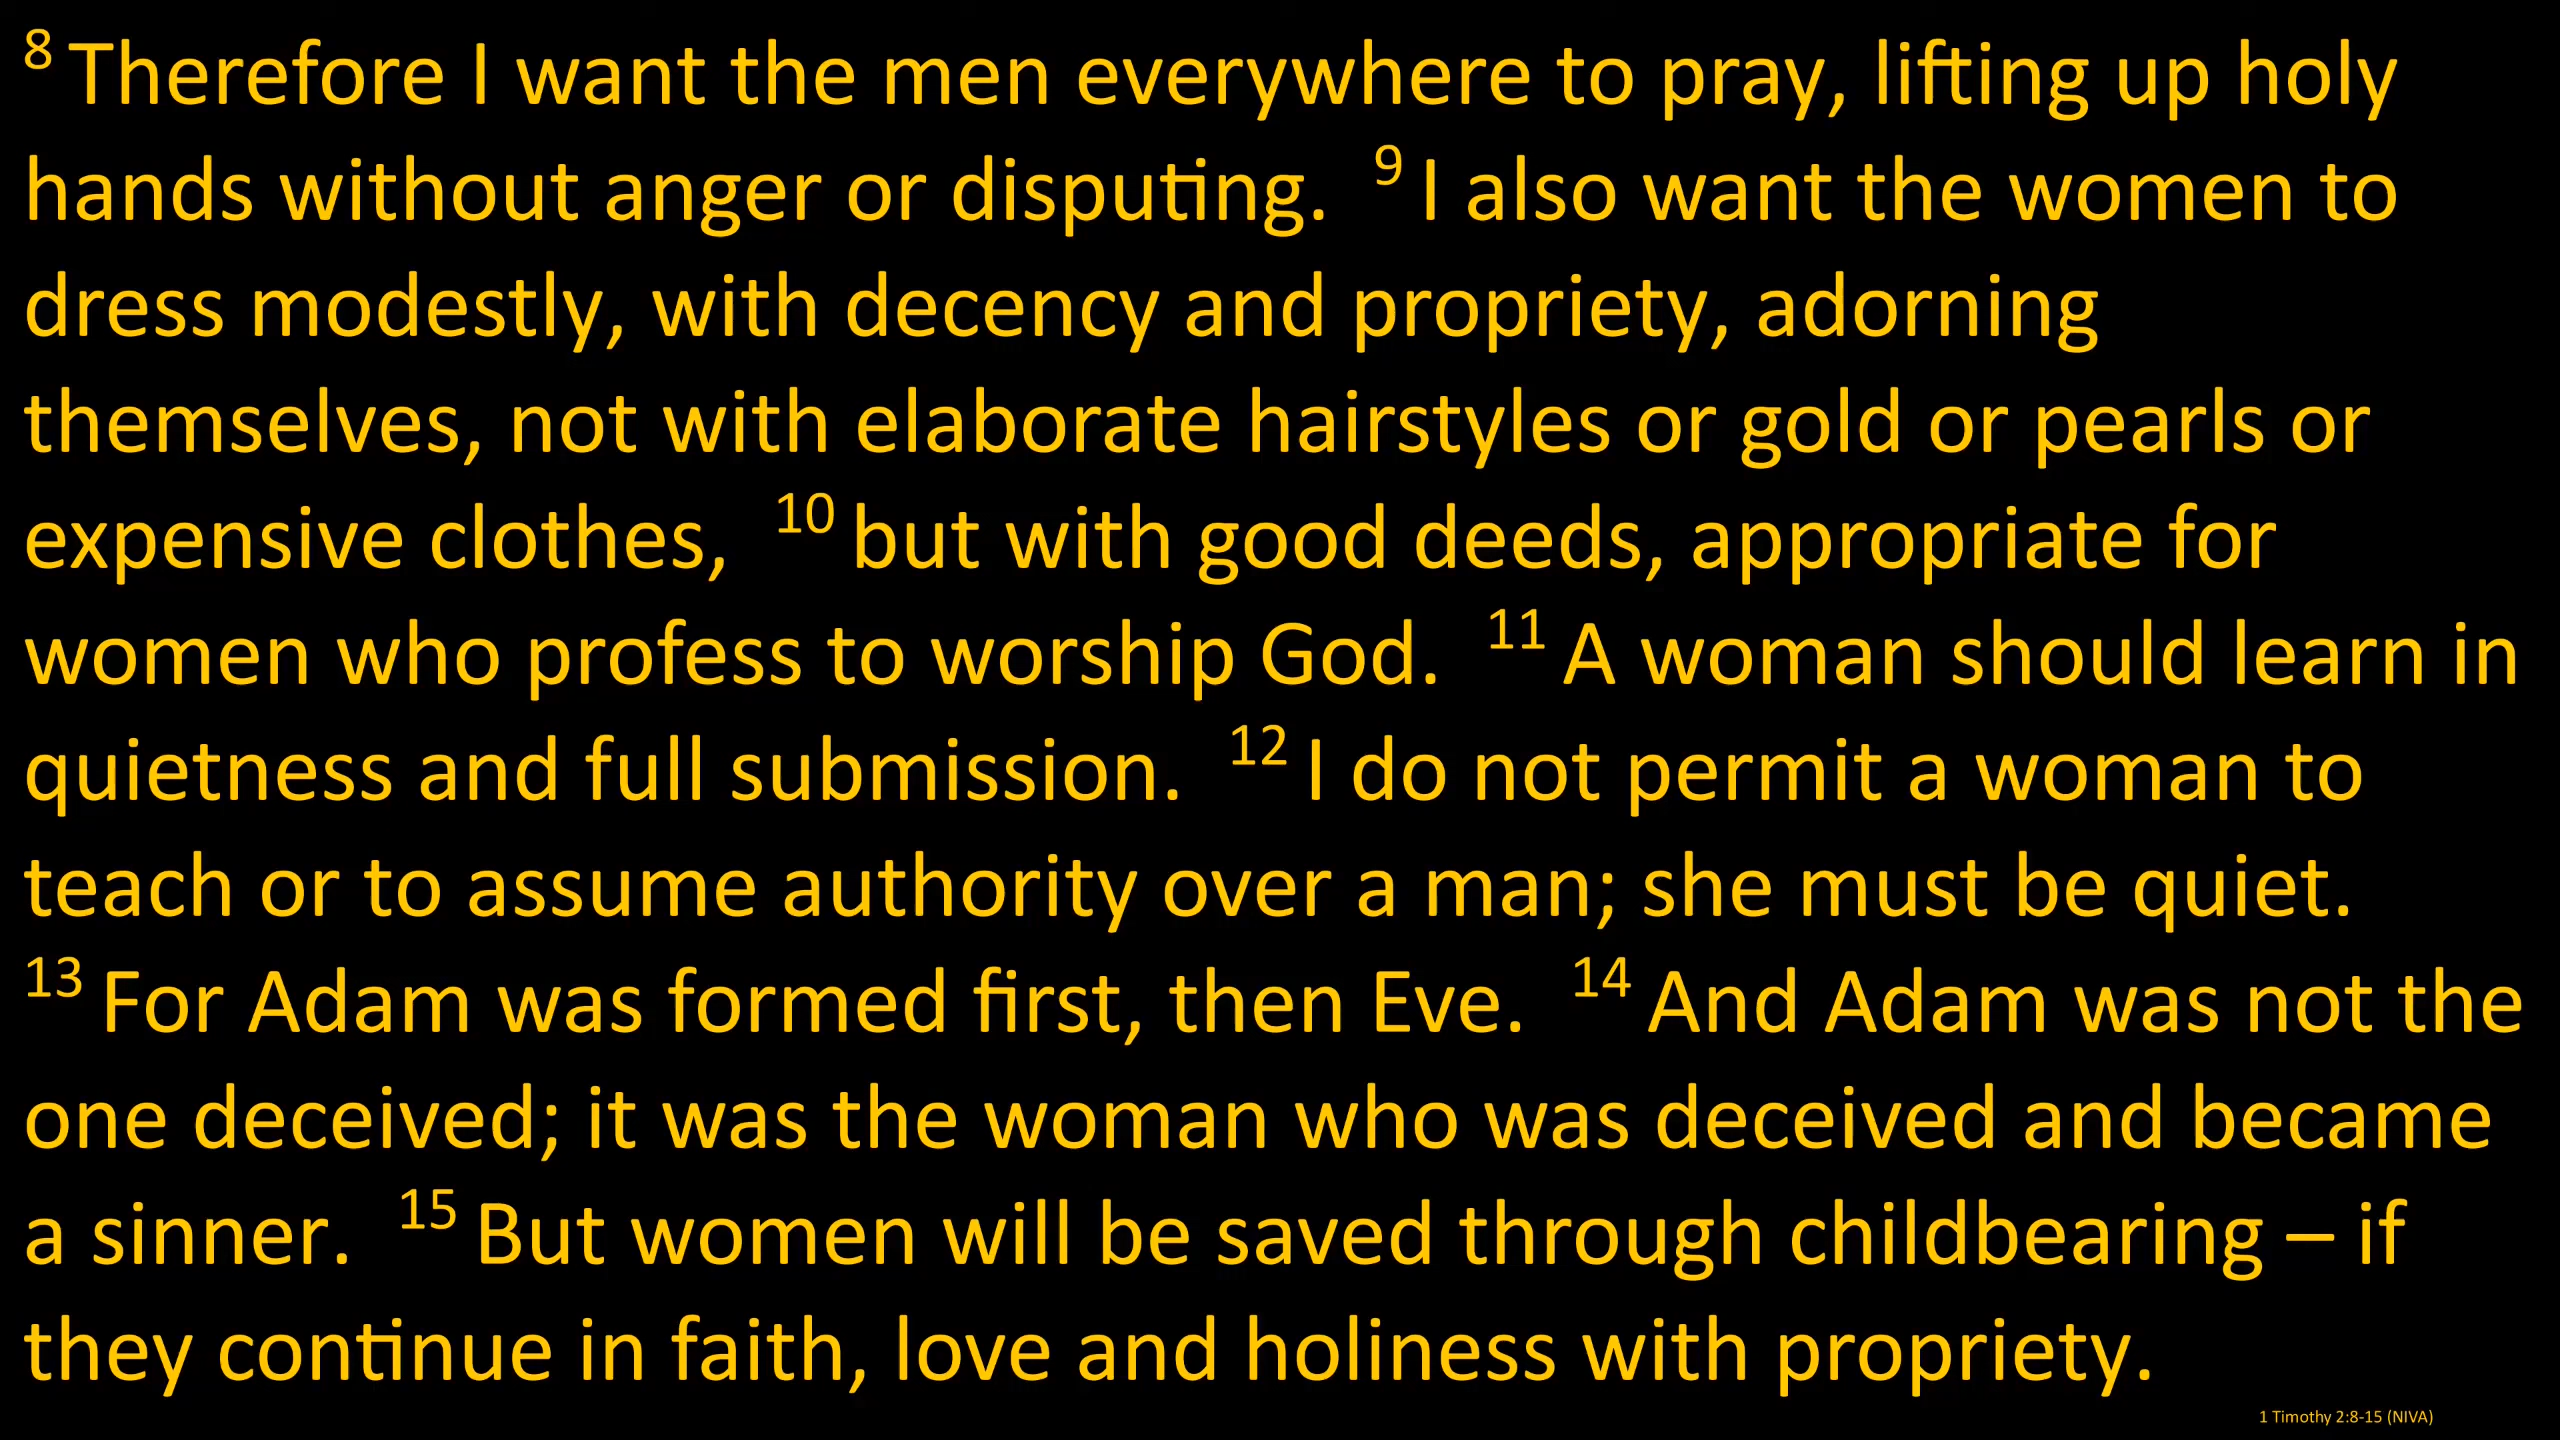 8 Therefore I want the men everywhere to pray, lifting up holy
hands without anger or disputing. 9 I also want the women to
dress modestly, with decency and propriety, adorning
themselves, not with elaborate hairstyles or gold or pearls or
expensive clothes, 10 but with good deeds, appropriate for
women who profess to worship God. 11 A woman should learn in
quietness and full submission. 12 I do not permit a woman to
teach or to assume authority over a man; she must be quiet.
13 For Adam was formed first, then Eve. 14 And Adam was not the
one deceived; it was the woman who was deceived and became
a sinner. 15 But women will be saved through childbearing – if
they continue in faith, love and holiness with propriety.
1 Timothy 2:8-15 (NIVA)